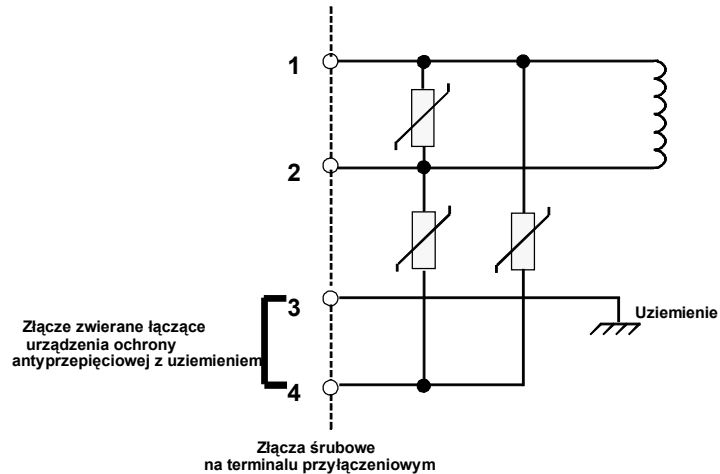 1
2
3
Uziemienie
Złącze zwierane łączące
urządzenia ochrony
antyprzepięciowej z uziemieniem
4
Złącza śrubowe
na terminalu przyłączeniowym